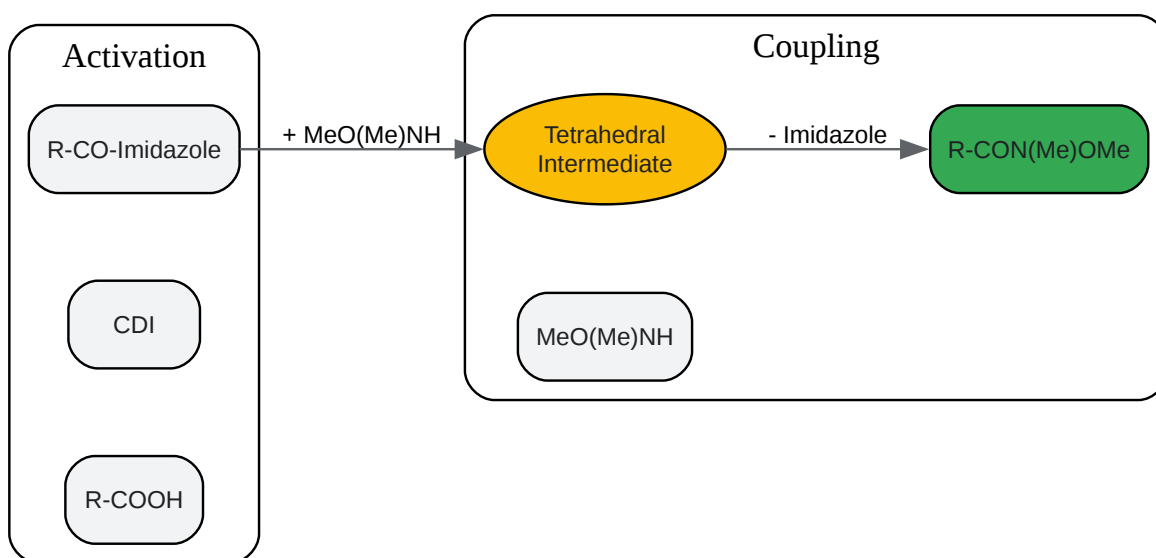 Activation
Coupling
R-CO-Imidazole
+ MeO(Me)NH
Tetrahedral
Intermediate
- Imidazole
R-CON(Me)OMe
CDI
MeO(Me)NH
R-COOH